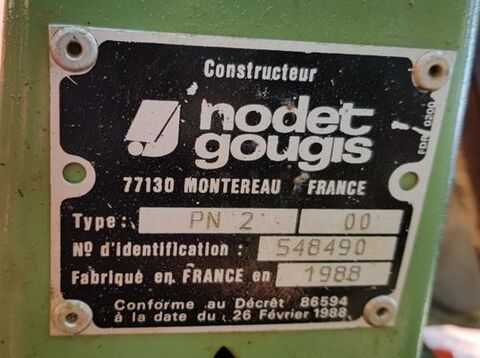 Constructeur
nodet
gougis
77130 MONTEREAU FRANCE
Type : PN 2 00
Nº d'identification : 548490
Fabriqué en FRANCE en 1988
Conforme au Décret 86594
à la date du 26 Février 1988